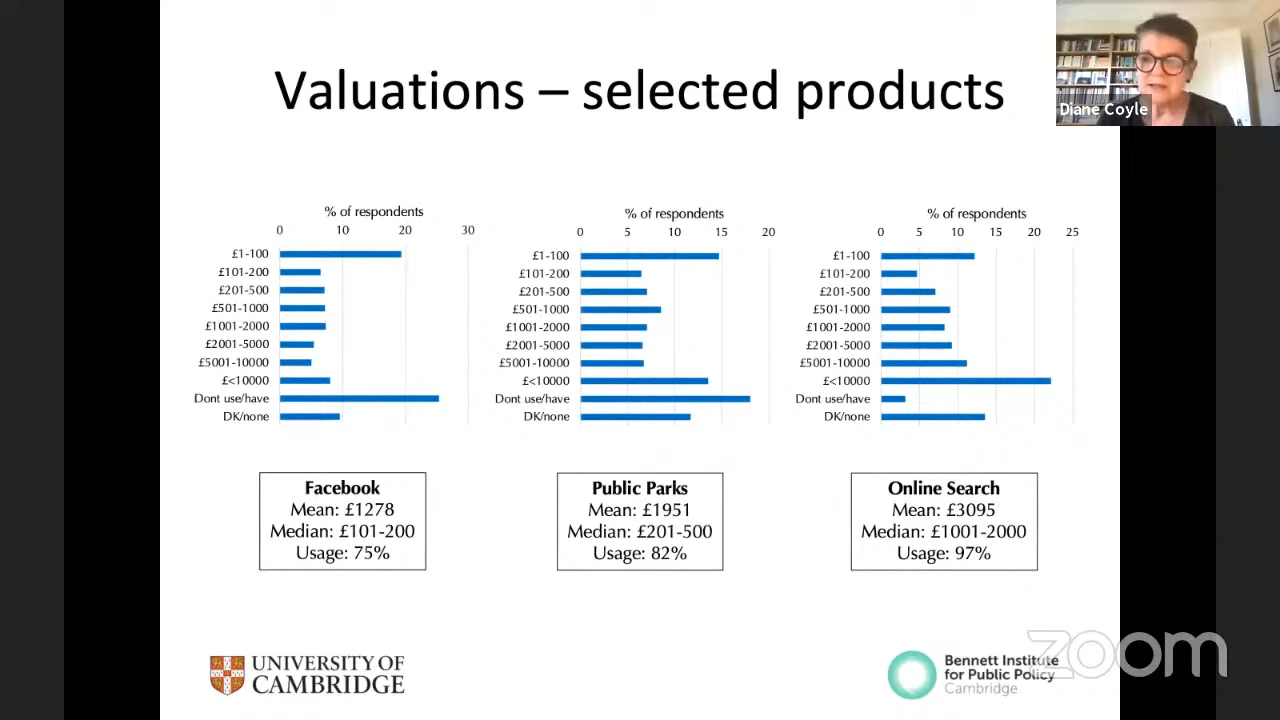 Valuations – selected products
Diane Coyle
% of respondents
0 10 20 30
£1-100
£101-200
£201-500
£501-1000
£1001-2000
£2001-5000
£5001-10000
£<10000
Dont use/have
DK/none
Facebook
Mean: £1278
Median: £101-200
Usage: 75%
% of respondents
0 5 10 15 20
£1-100
£101-200
£201-500
£501-1000
£1001-2000
£2001-5000
£5001-10000
£<10000
Dont use/have
DK/none
Public Parks
Mean: £1951
Median: £201-500
Usage: 82%
% of respondents
0 5 10 15 20 25
£1-100
£101-200
£201-500
£501-1000
£1001-2000
£2001-5000
£5001-10000
£<10000
Dont use/have
DK/none
Online Search
Mean: £3095
Median: £1001-2000
Usage: 97%
UNIVERSITY OF
CAMBRIDGE
Bennett Institute
for Public Policy
Cambridge
zoom